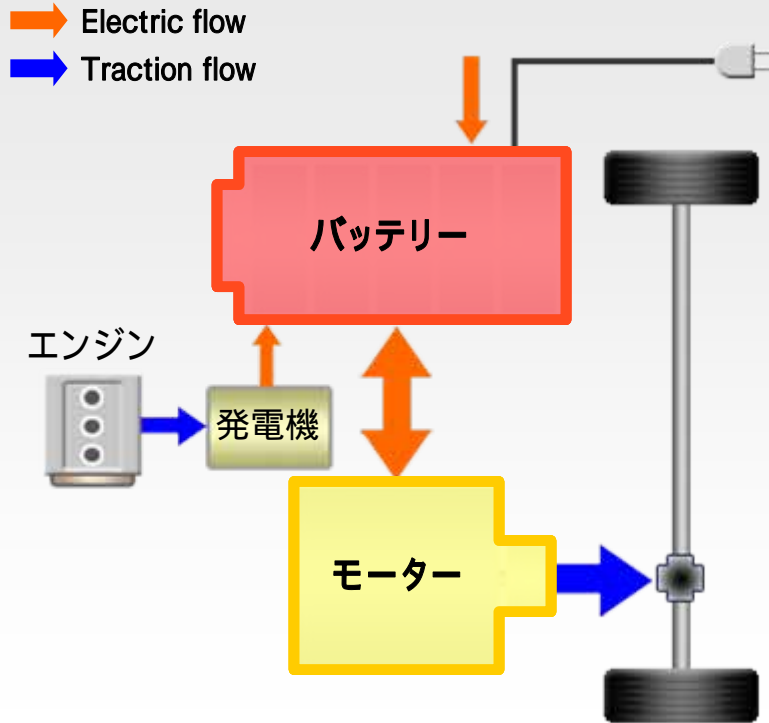 Electric flow
Traction flow
バッテリー
エンジン
発電機
モーター